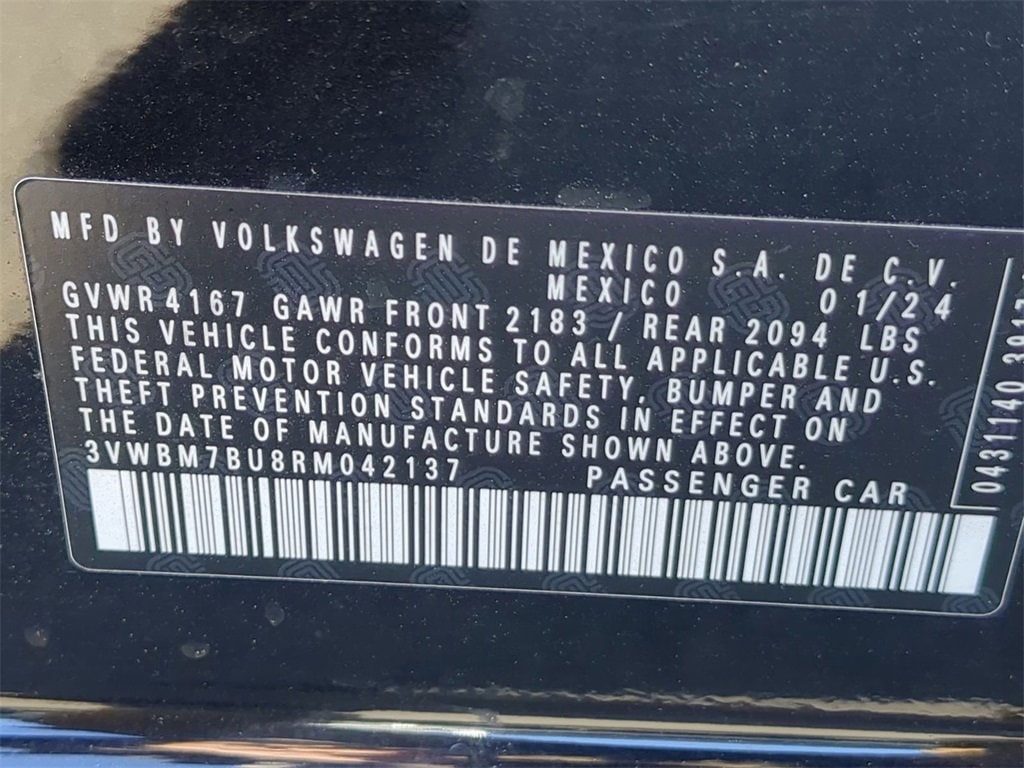 MFD BY VOLKSWAGEN DE MEXICO S.A. DE C.V.
MEXICO 01/24
GVWR 4167 GAWR FRONT 2183 / REAR 2094 LBS
THIS VEHICLE CONFORMS TO ALL APPLICABLE U.S.
FEDERAL MOTOR VEHICLE SAFETY, BUMPER AND
THEFT PREVENTION STANDARDS IN EFFECT ON
THE DATE OF MANUFACTURE SHOWN ABOVE.
3VWBM7BU8RM042137 PASSENGER CAR
0431140